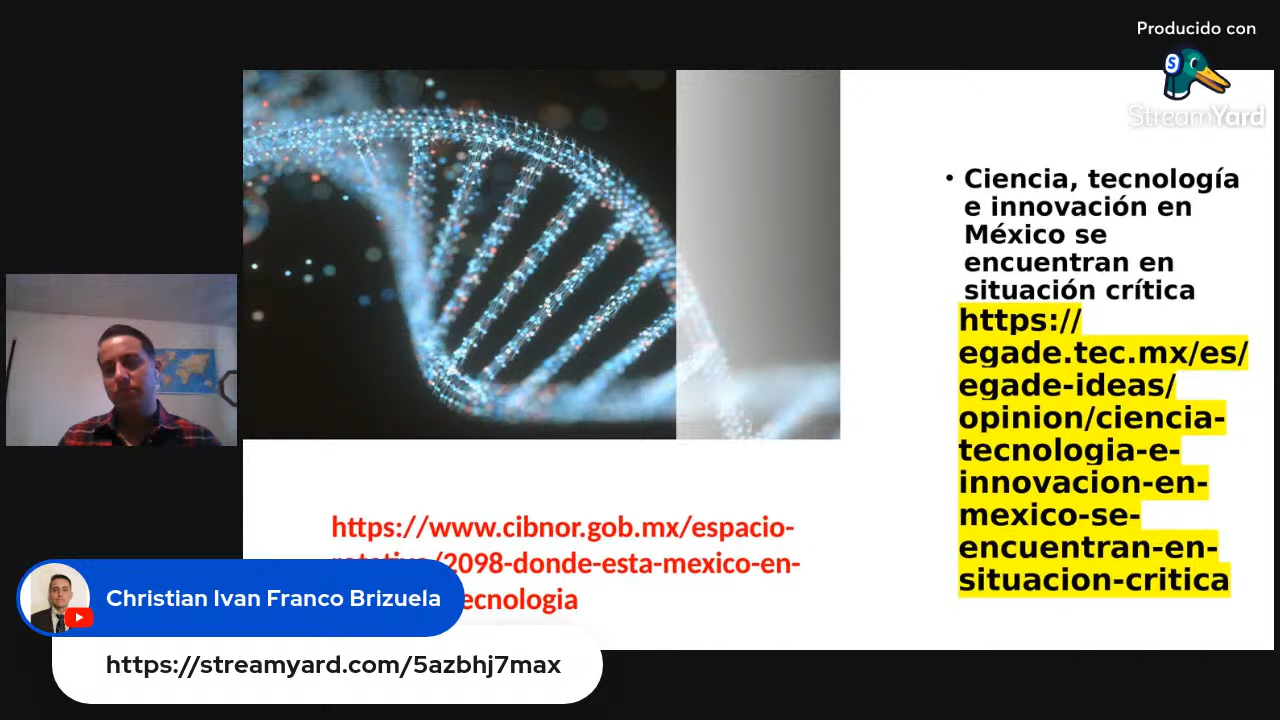 Producido con
StreamYard
• Ciencia, tecnología
e innovación en
México se
encuentran en
situación crítica
https://
egade.tec.mx/es/
egade-ideas/
opinion/ciencia-
tecnologia-e-
innovacion-en-
mexico-se-
encuentran-en-
situacion-critica
https://www.cibnor.gob.mx/espacio-
/2098-donde-esta-mexico-en-
ecnologia
Christian Ivan Franco Brizuela
https://streamyard.com/5azbhj7max